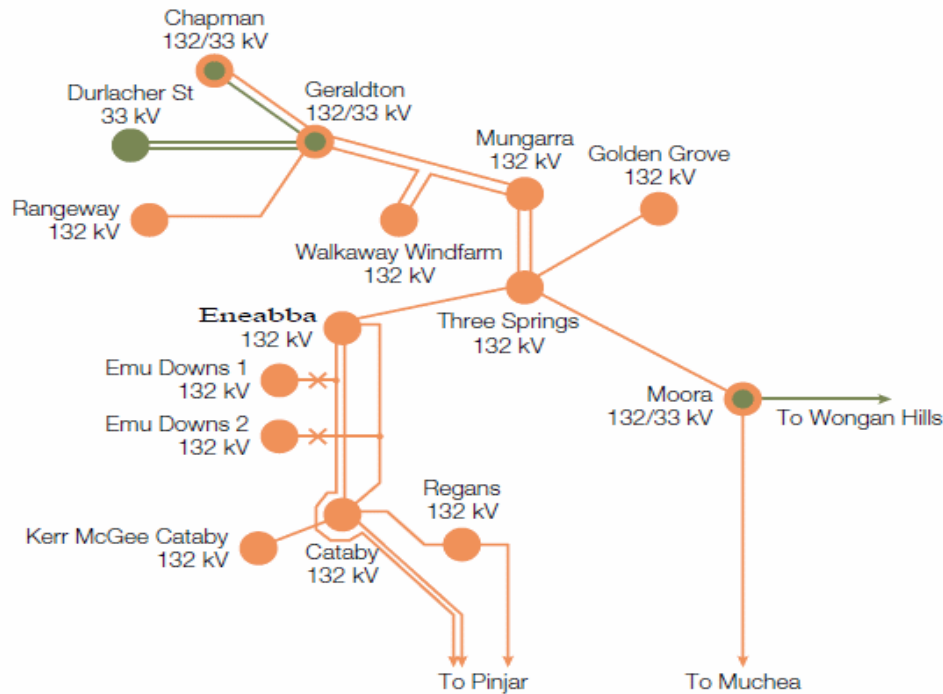 Chapman
132/33 kV
Durlacher St
33 kV
Geraldton
132/33 kV
Mungarra
132 kV
Golden Grove
132 kV
Rangeway
132 kV
Walkaway Windfarm
132 kV
Eneabba
132 kV
Three Springs
132 kV
Emu Downs 1
132 kV
Moora
132/33 kV
To Wongan Hills
Emu Downs 2
132 kV
Regans
132 kV
Kerr McGee Cataby
132 kV
Cataby
132 kV
To Pinjar
To Muchea